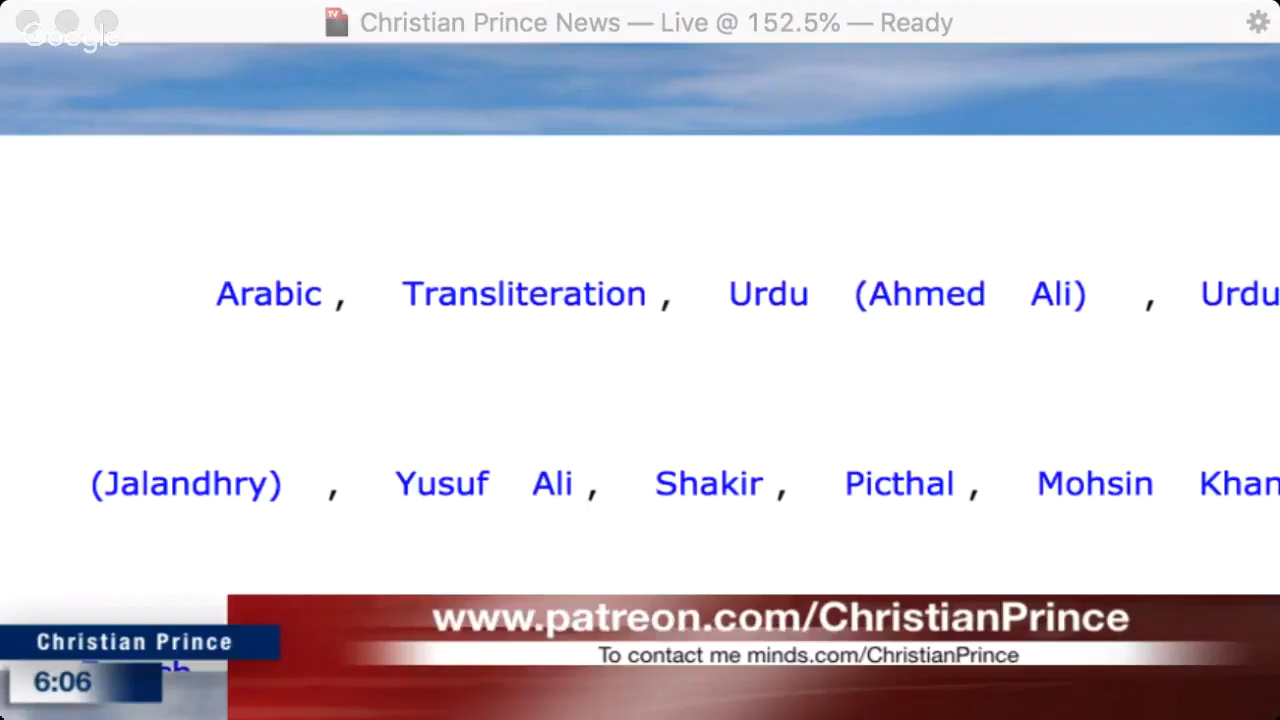 Christian Prince News — Live @ 152.5% — Ready
Google
Arabic , Transliteration , Urdu (Ahmed Ali) , Urdu
(Jalandhry) , Yusuf Ali , Shakir , Picthal , Mohsin Khan
www.patreon.com/ChristianPrince
Christian Prince
To contact me minds.com/ChristianPrince
6:06